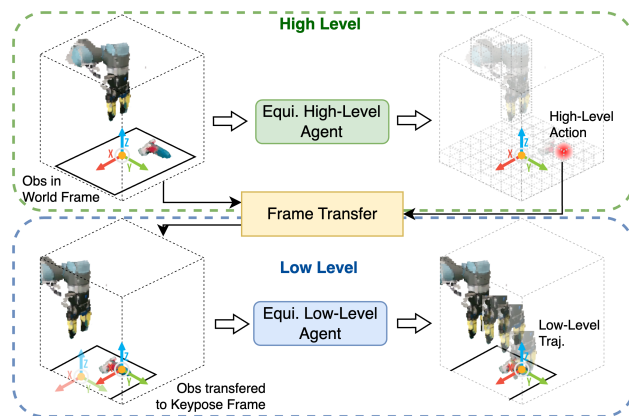 High Level
Equi. High-Level
Agent
High-Level
Action
Z
X
Y
Z
X
Y
Obs in
World Frame
Frame Transfer
Low Level
Equi. Low-Level
Agent
Low-Level
Traj.
Z
X
Y
Z
Y
Z
Y
Obs transfered
to Keypose Frame